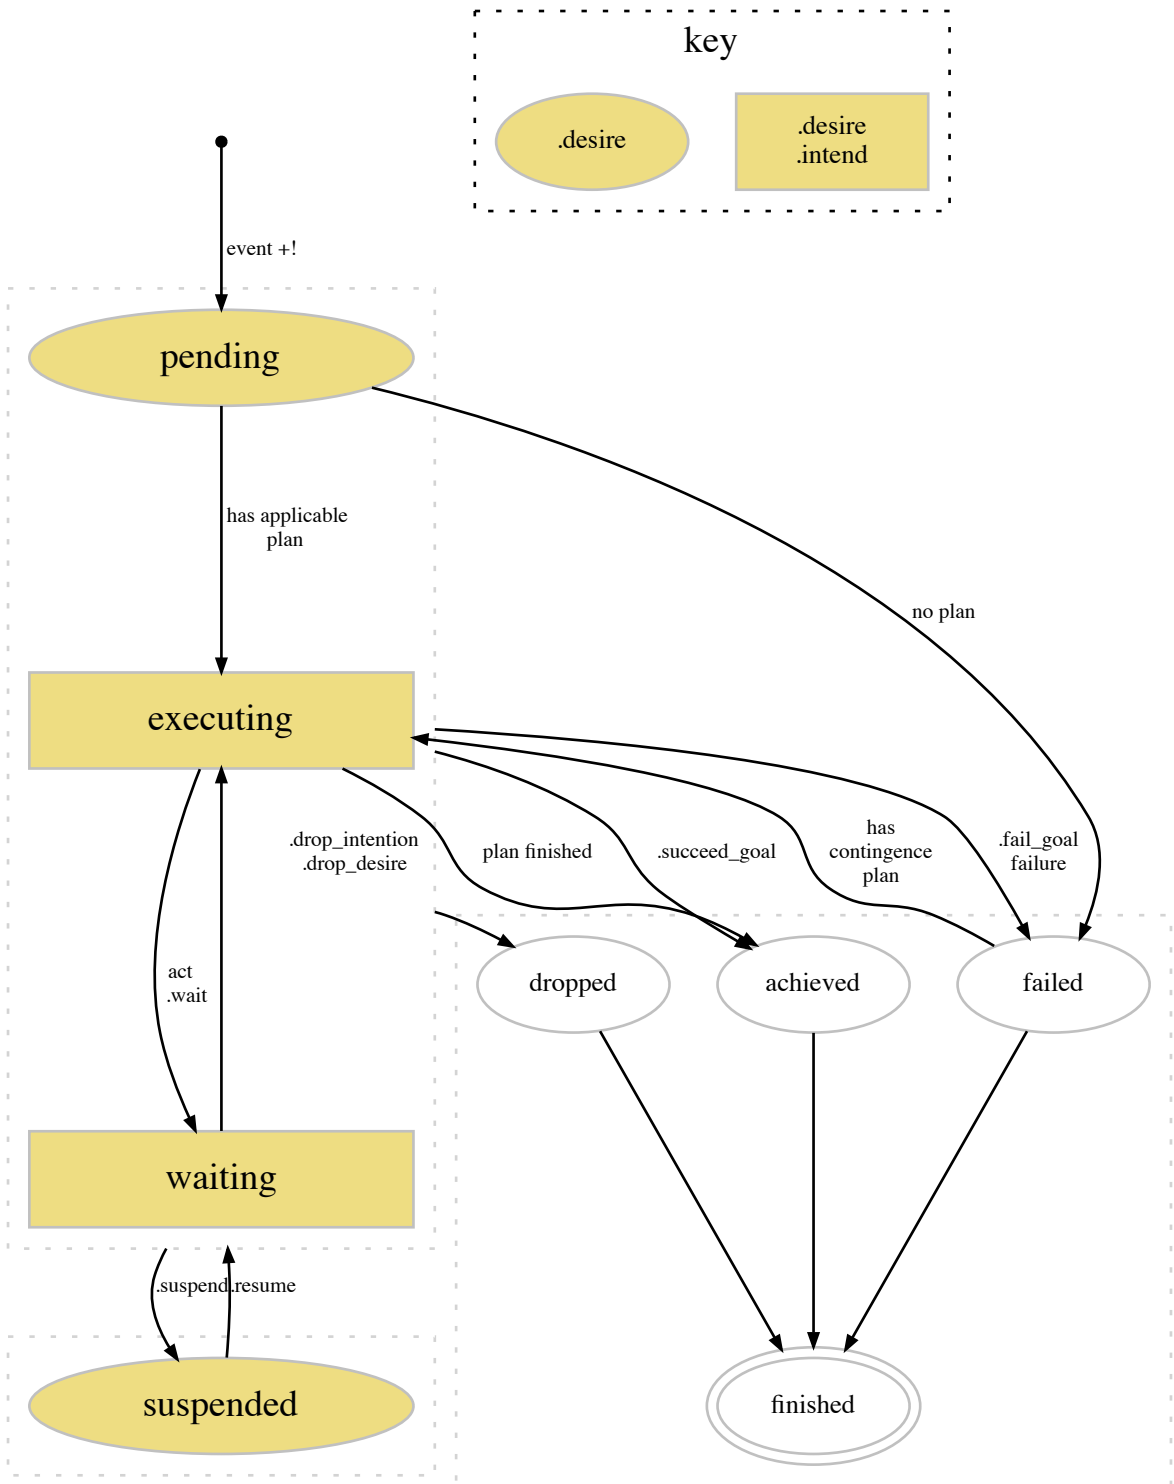 key
.desire
.desire
.intend
event +!
pending
has applicable
plan
no plan
executing
.drop_intention
.drop_desire
plan finished
.succeed_goal
has
contingence
plan
.fail_goal
failure
act
.wait
dropped
achieved
failed
waiting
.suspend
.resume
suspended
finished